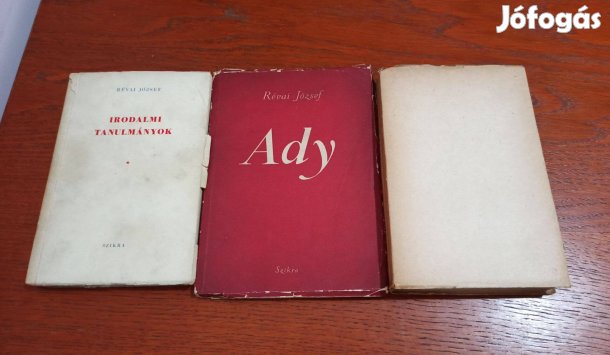 Jófogás
RÉVAI JÓZSEF
IRODALMI
TANULMÁNYOK
SZIKRA
Révai József
Ady
Szikra